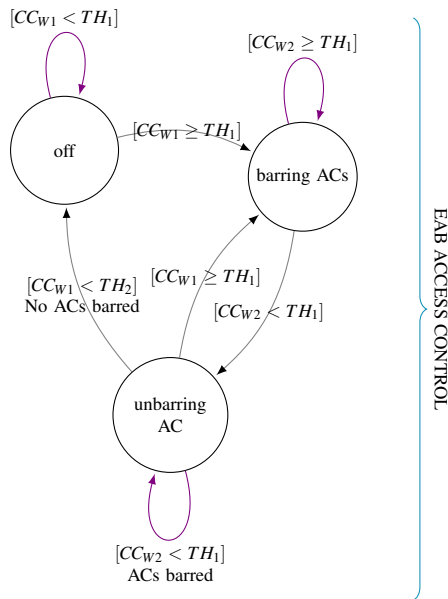 [CC_{W1} < TH_1]
[CC_{W2} ≥ TH_1]
off
[CC_{W1} ≥ TH_1]
barring ACs
[CC_{W1} < TH_2]
No ACs barred
[CC_{W1} ≥ TH_1]
[CC_{W2} < TH_1]
unbarring
AC
[CC_{W2} < TH_1]
ACs barred
EAB ACCESS CONTROL